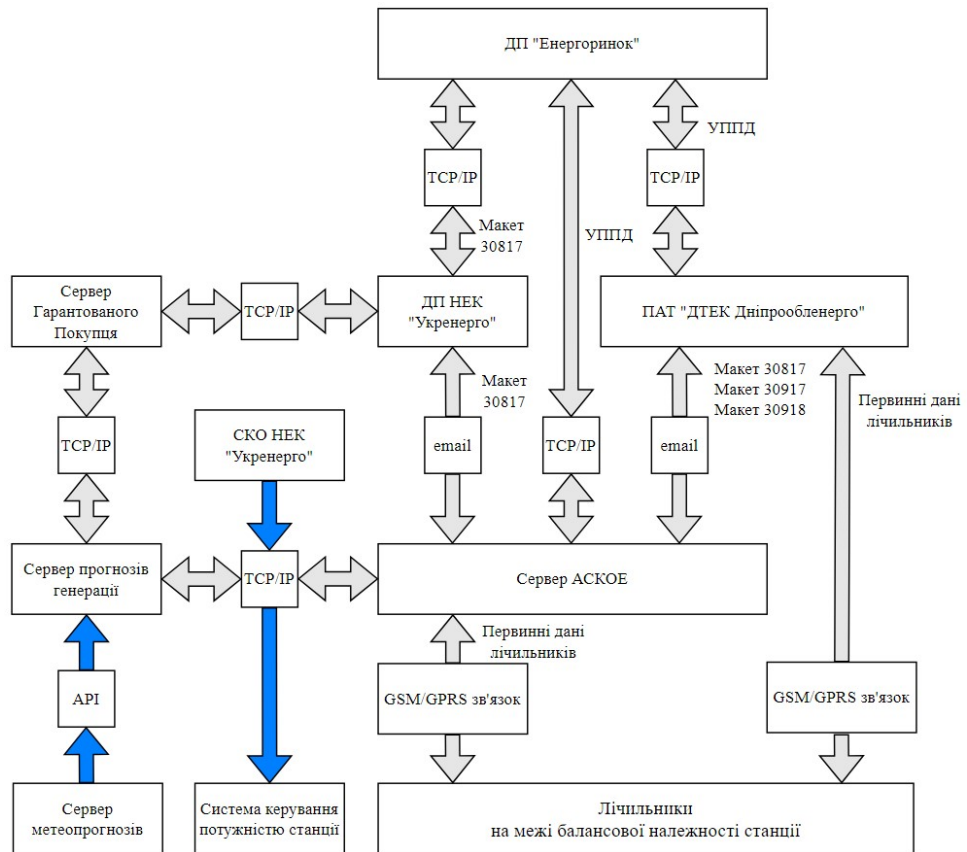 ДП "Енергоринок"
УППД
TCP/IP
TCP/IP
Макет
30817
УППД
Сервер
Гарантованого
Покупця
TCP/IP
ДП НЕК
"Укренерго"
ПАТ "ДТЕК Дніпрообленерго"
Макет
30817
Макет 30817
Макет 30917
Макет 30918
Первинні дані
лічильників
TCP/IP
СКО НЕК
"Укренерго"
email
TCP/IP
email
Сервер прогнозів
генерації
TCP/IP
Сервер АСКОЕ
Первинні дані
лічильників
API
GSM/GPRS зв'язок
GSM/GPRS зв'язок
Сервер
метеопрогнозів
Система керування
потужністю станції
Лічильники
на межі балансової належності станції